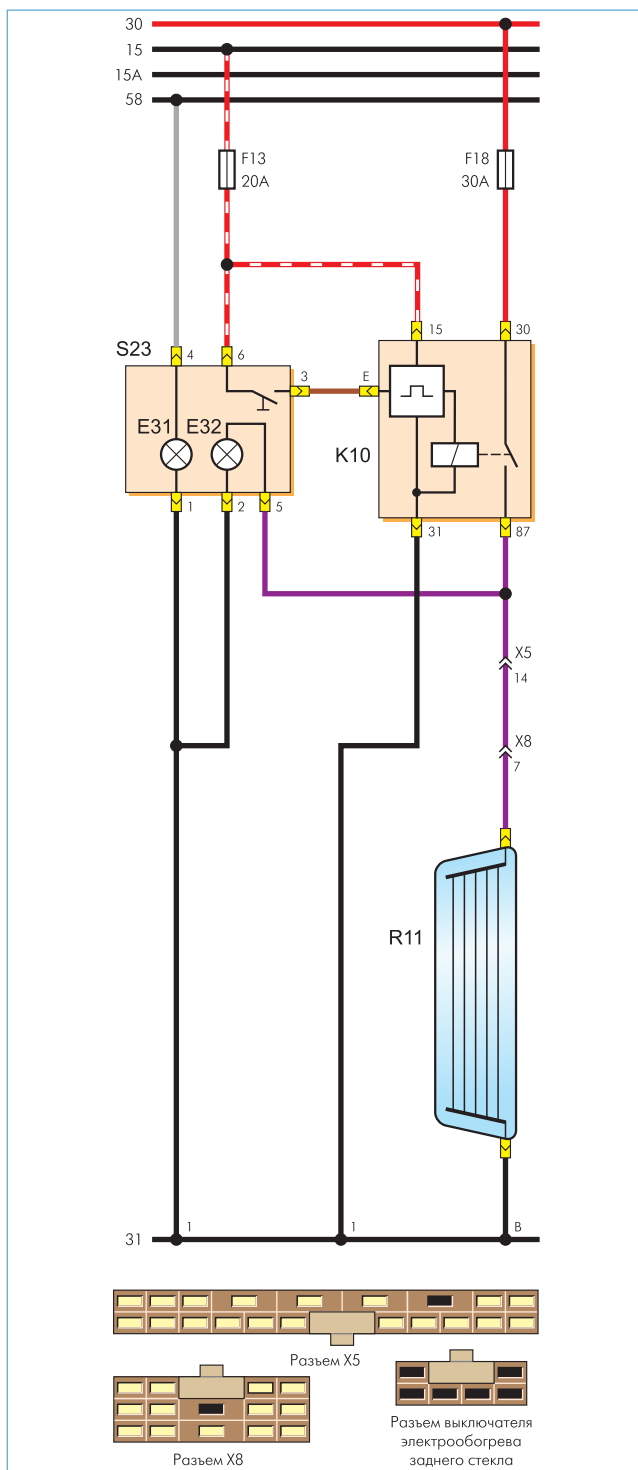 30
15
15A
58
F13
20A
F18
30A
S23
4
6
15
30
3
E
E31
E32
K10
1
2
5
31
87
X5
14
X8
7
R11
31
1
1
B
Разъем X5
Разъем X8
Разъем выключателя
электрообогрева
заднего стекла